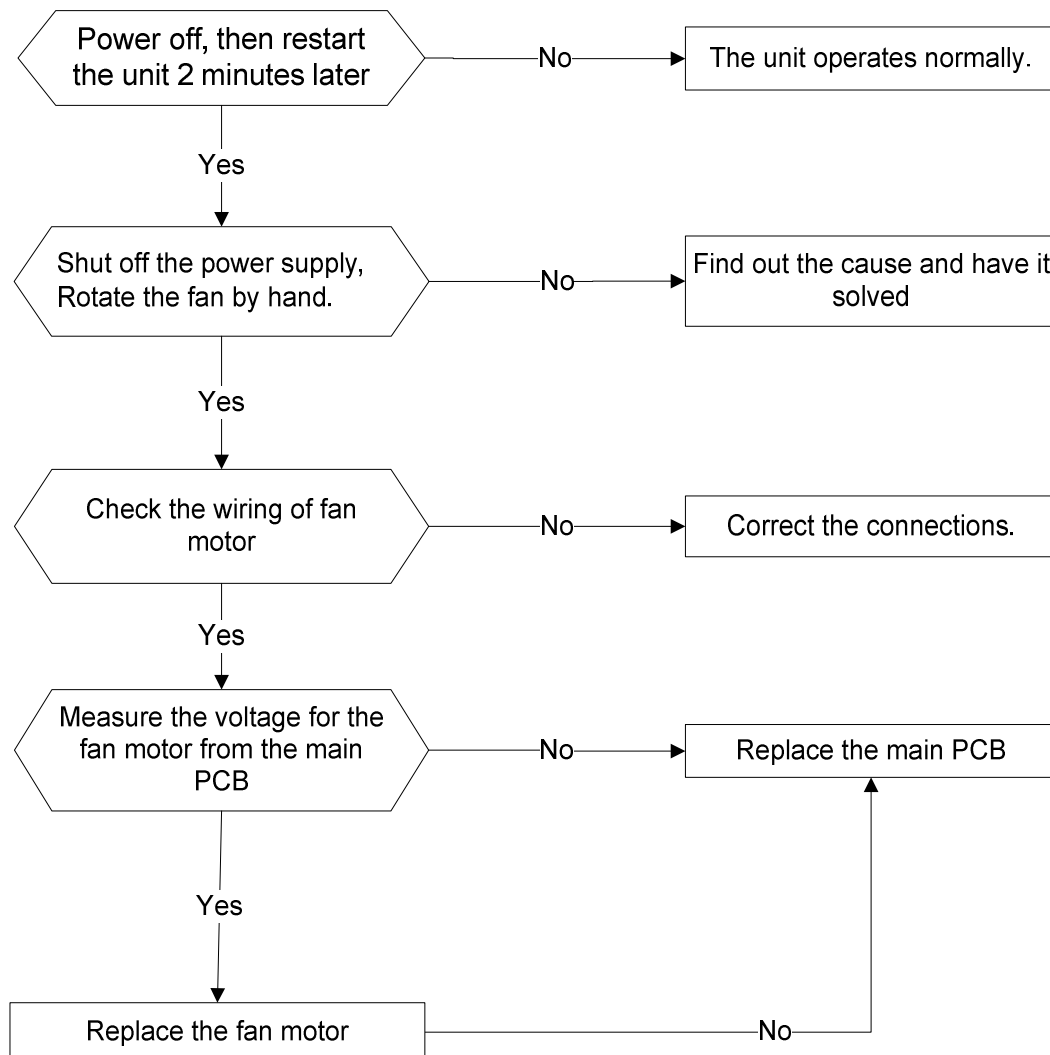 Power off, then restart
the unit 2 minutes later
No
The unit operates normally.
Yes
Shut off the power supply,
Rotate the fan by hand.
No
Find out the cause and have it
solved
Yes
Check the wiring of fan
motor
No
Correct the connections.
Yes
Measure the voltage for the
fan motor from the main
PCB
No
Replace the main PCB
Yes
Replace the fan motor
No